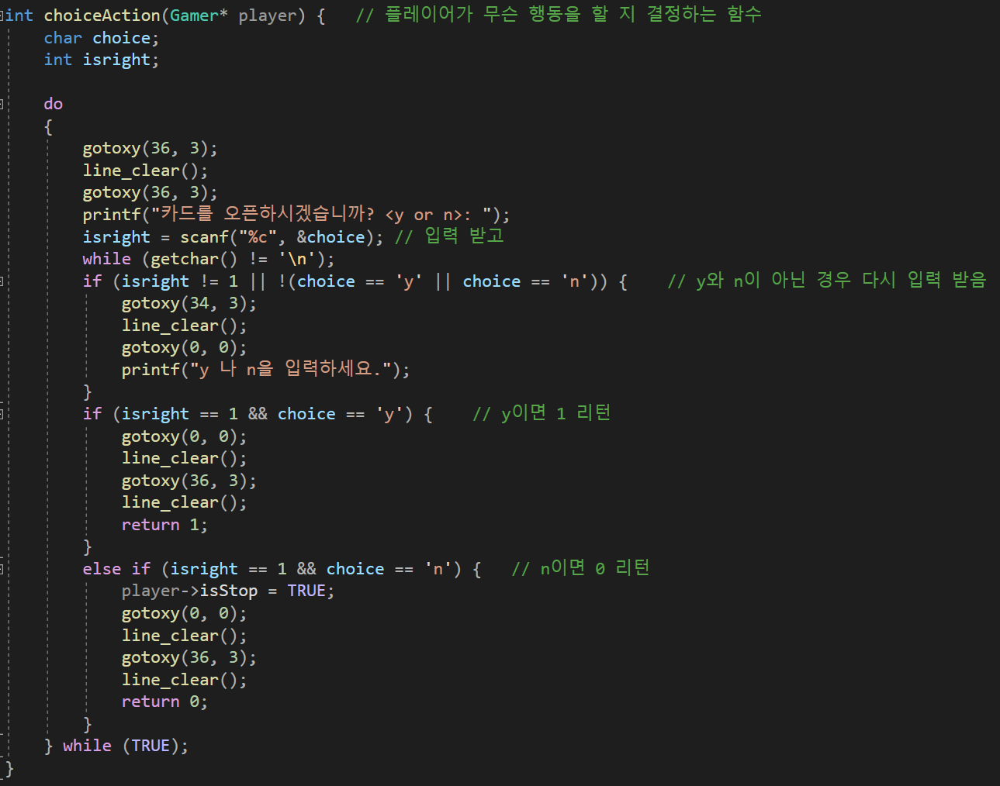 int choiceAction(Gamer* player) {   // 플레이어가 무슨 행동을 할 지 결정하는 함수
    char choice;
    int isright;

    do
    {
        gotoxy(36, 3);
        line_clear();
        gotoxy(36, 3);
        printf("카드를 오픈하시겠습니까? <y or n>: ");
        isright = scanf("%c", &choice); // 입력 받고
        while (getchar() != '\n');
        if (isright != 1 || !(choice == 'y' || choice == 'n')) {    // y와 n이 아닌 경우 다시 입력 받음
            gotoxy(34, 3);
            line_clear();
            gotoxy(0, 0);
            printf("y 나 n을 입력하세요.");
        }
        if (isright == 1 && choice == 'y') {    // y이면 1 리턴
            gotoxy(0, 0);
            line_clear();
            gotoxy(36, 3);
            line_clear();
            return 1;
        }
        else if (isright == 1 && choice == 'n') {   // n이면 0 리턴
            player->isStop = TRUE;
            gotoxy(0, 0);
            line_clear();
            gotoxy(36, 3);
            line_clear();
            return 0;
        }
    } while (TRUE);
}